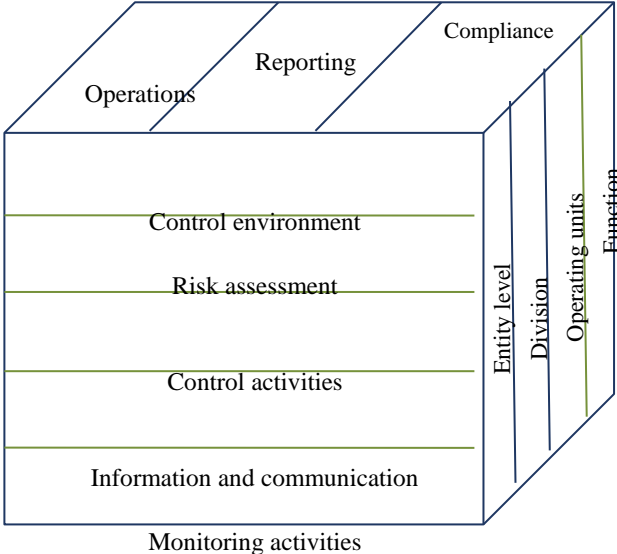 Compliance
Reporting
Operations
Control environment
Risk assessment
Control activities
Information and communication
Monitoring activities
Entity level
Division
Operating units
Function